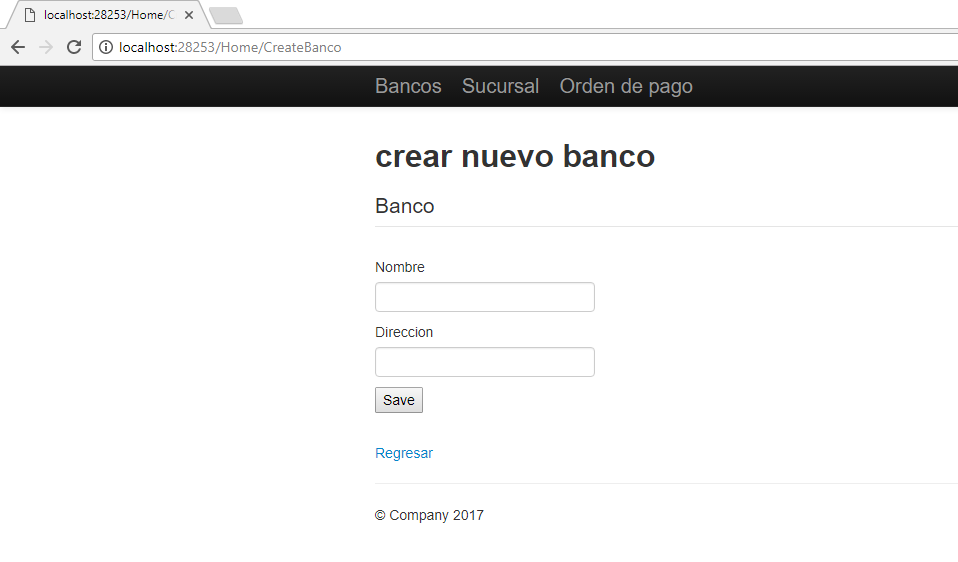 localhost:28253/Home/C
localhost:28253/Home/CreateBanco
Bancos Sucursal Orden de pago
crear nuevo banco
Banco
Nombre
Direccion
Save
Regresar
© Company 2017